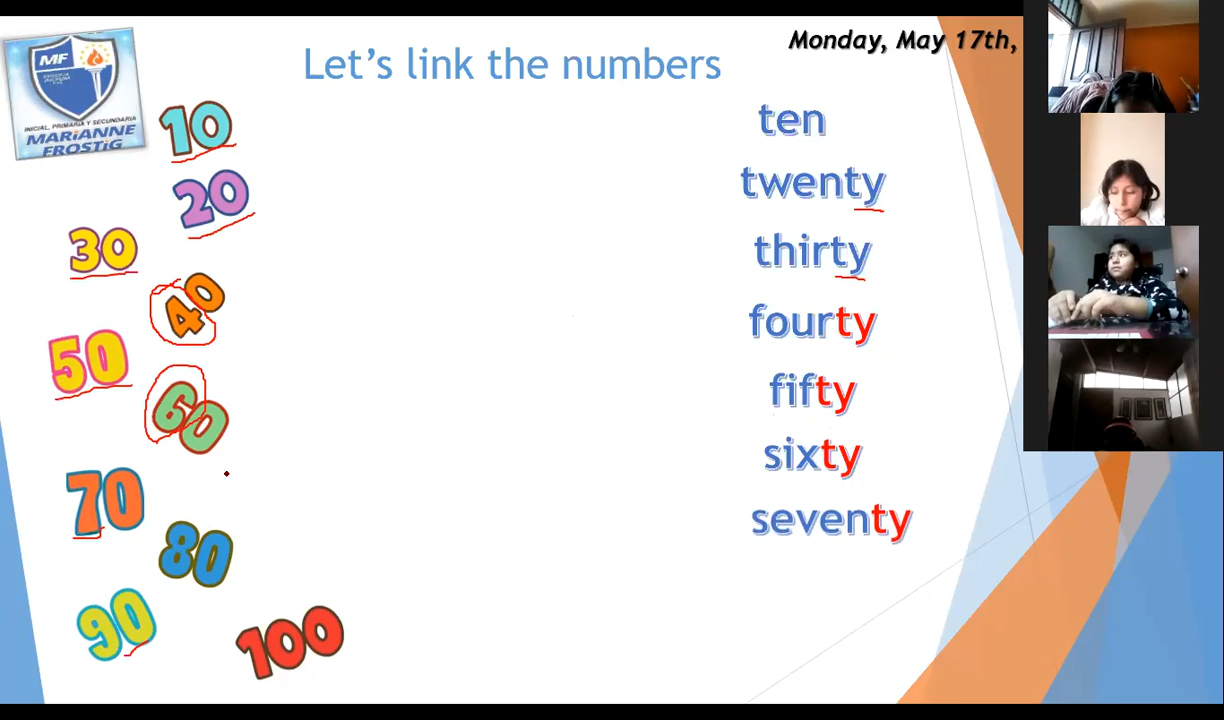 MF
INICIAL, PRIMARIA Y SECUNDARIA
MARIANNE
FROSTIG
Let's link the numbers
Monday, May 17th,
10
20
30
40
50
60
70
80
90
100
ten
twenty
thirty
fourty
fifty
sixty
seventy